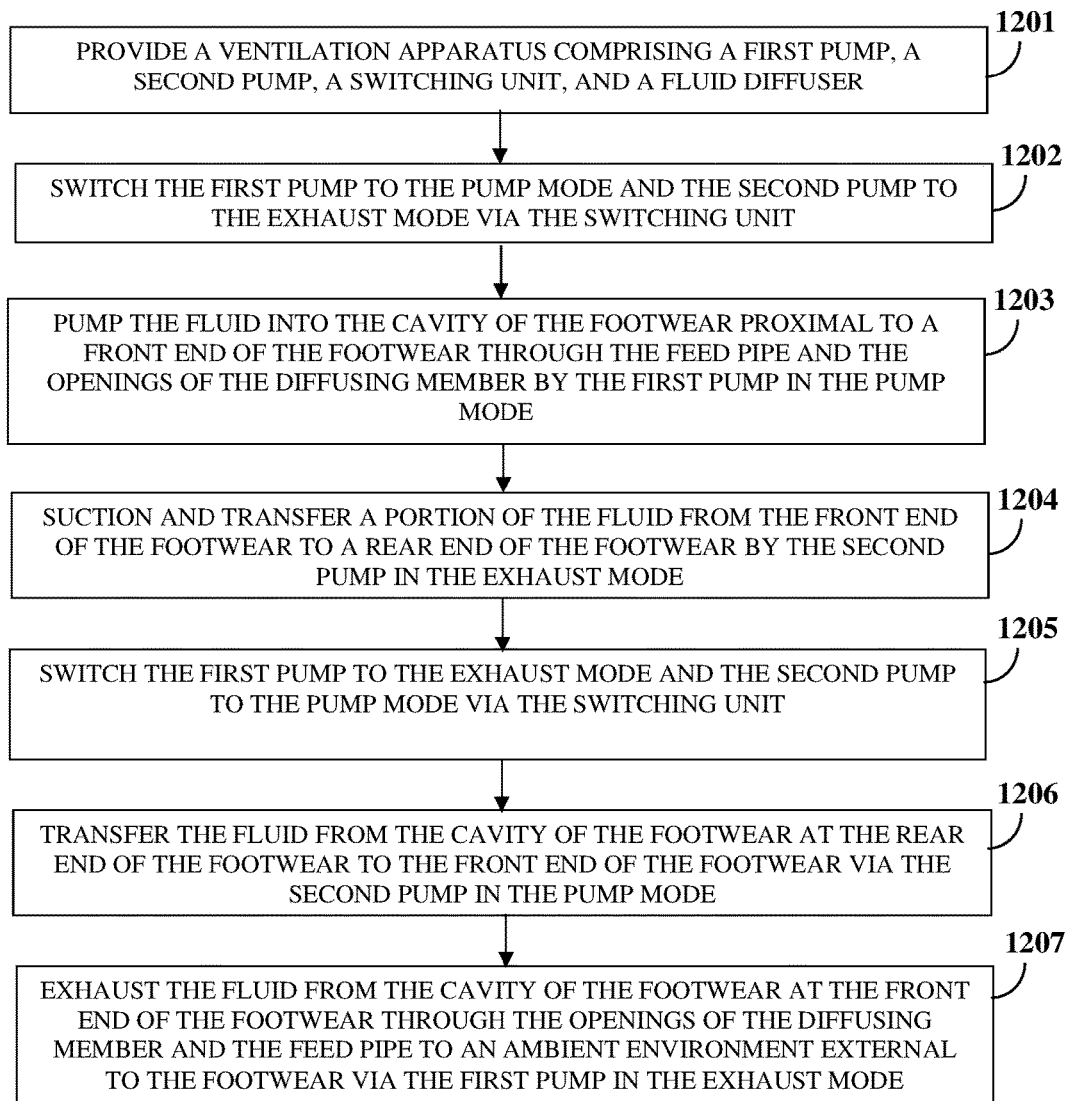 1201
PROVIDE A VENTILATION APPARATUS COMPRISING A FIRST PUMP, A
SECOND PUMP, A SWITCHING UNIT, AND A FLUID DIFFUSER
1202
SWITCH THE FIRST PUMP TO THE PUMP MODE AND THE SECOND PUMP TO
THE EXHAUST MODE VIA THE SWITCHING UNIT
1203
PUMP THE FLUID INTO THE CAVITY OF THE FOOTWEAR PROXIMAL TO A
FRONT END OF THE FOOTWEAR THROUGH THE FEED PIPE AND THE
OPENINGS OF THE DIFFUSING MEMBER BY THE FIRST PUMP IN THE PUMP
MODE
1204
SUCTION AND TRANSFER A PORTION OF THE FLUID FROM THE FRONT END
OF THE FOOTWEAR TO A REAR END OF THE FOOTWEAR BY THE SECOND
PUMP IN THE EXHAUST MODE
1205
SWITCH THE FIRST PUMP TO THE EXHAUST MODE AND THE SECOND PUMP
TO THE PUMP MODE VIA THE SWITCHING UNIT
1206
TRANSFER THE FLUID FROM THE CAVITY OF THE FOOTWEAR AT THE REAR
END OF THE FOOTWEAR TO THE FRONT END OF THE FOOTWEAR VIA THE
SECOND PUMP IN THE PUMP MODE
1207
EXHAUST THE FLUID FROM THE CAVITY OF THE FOOTWEAR AT THE FRONT
END OF THE FOOTWEAR THROUGH THE OPENINGS OF THE DIFFUSING
MEMBER AND THE FEED PIPE TO AN AMBIENT ENVIRONMENT EXTERNAL
TO THE FOOTWEAR VIA THE FIRST PUMP IN THE EXHAUST MODE